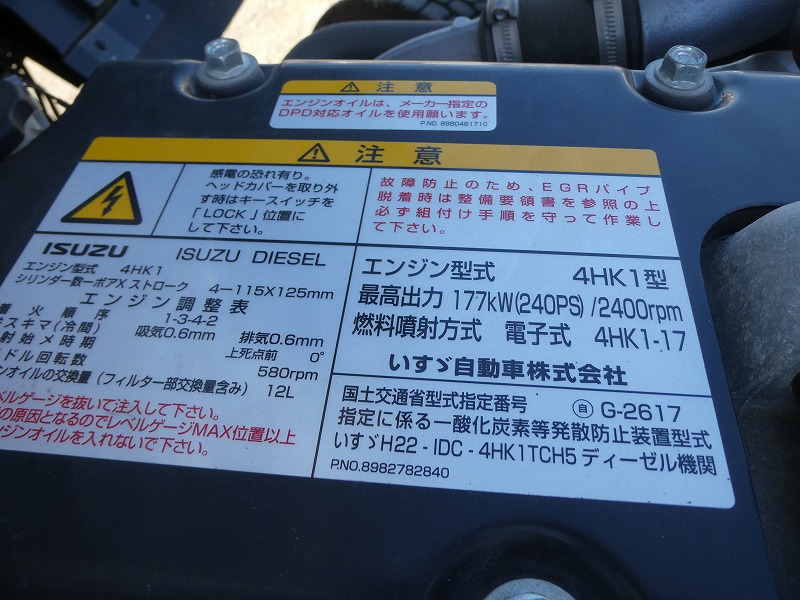 注意
エンジンオイルは、メーカー指定の
DPD対応オイルを使用願います。
P.NO. 8980461710
注意
感電の恐れ有り。
ヘッドカバーを取り外
す時はキースイッチを
「LOCK」位置に
して下さい。
故障防止のため、EGRパイプ
脱着時は整備要領書を参照の上
必ず組付け手順を守って作業し
て下さい。
ISUZU ISUZU DIESEL
エンジン型式 4HK1
シリンダー数ーボアXストローク 4ー115X125mm
エンジン調整表
着火順序 1-3-4-2
スキマ(冷間) 吸気0.6mm 排気0.6mm
射始メ時期 上死点前 0°
ドル回転数 580rpm
ンオイルの交換量(フィルター部交換量含み) 12L
ベルゲージを抜いて注入して下さい。
の原因となるのでレベルゲージMAX位置以上
ンジンオイルを入れないで下さい。
エンジン型式 4HK1型
最高出力 177kW(240PS)/2400rpm
燃料噴射方式 電子式 4HK1-17
いすゞ自動車株式会社
国土交通省型式指定番号 ㊀自 G-2617
指定に係る一酸化炭素等発散防止装置型式
いすゞH22-IDC-4HK1TCH5 ディーゼル機関
P.NO.8982782840